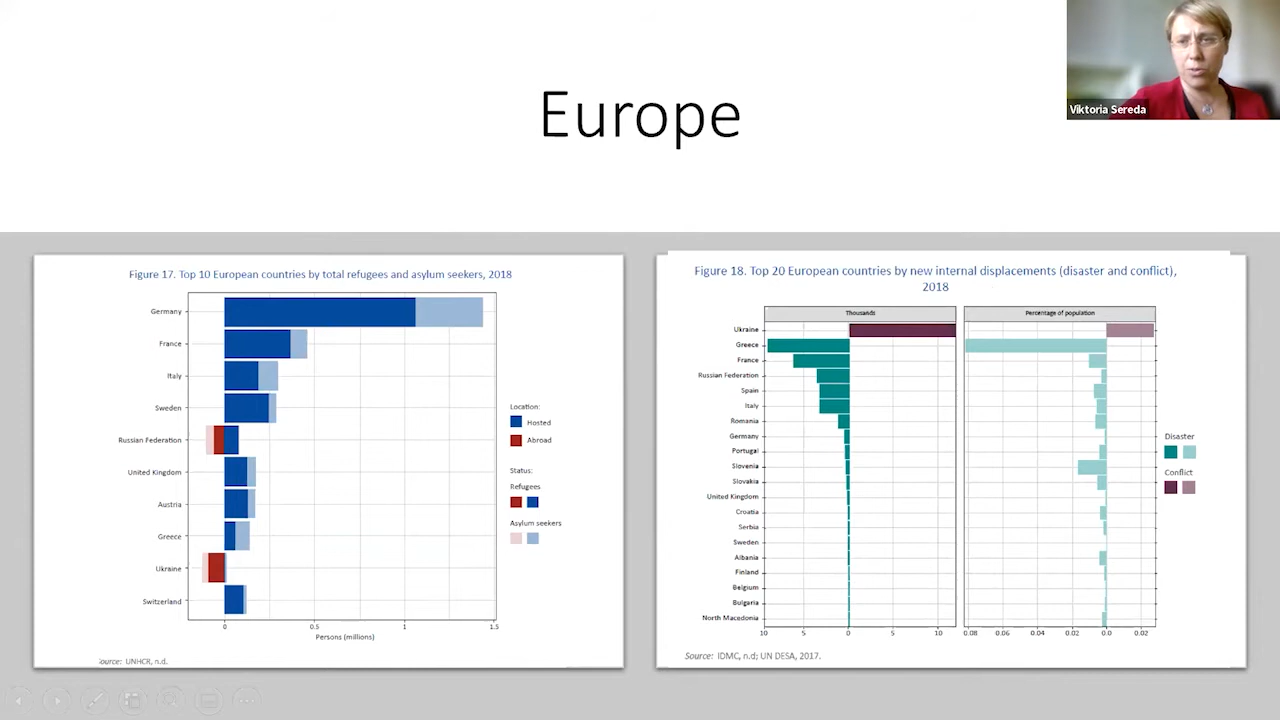 Viktoria Sereda
Europe
Figure 17. Top 10 European countries by total refugees and asylum seekers, 2018
Germany
France
Italy
Sweden
Russian Federation
United Kingdom
Austria
Greece
Ukraine
Switzerland
0 0.5 1 1.5
Persons (millions)
Location:
Hosted
Abroad
Status:
Refugees
Asylum seekers
ource: UNHCR, n.d.
Figure 18. Top 20 European countries by new internal displacements (disaster and conflict),
2018
Thousands Percentage of population
Ukraine
Greece
France
Russian Federation
Spain
Italy
Romania
Germany
Portugal
Slovenia
Slovakia
United Kingdom
Croatia
Serbia
Sweden
Albania
Finland
Belgium
Bulgaria
North Macedonia
10 5 0 5 10 0.08 0.06 0.04 0.02 0.0 0.02
Disaster
Conflict
Source: IDMC, n.d; UN DESA, 2017.